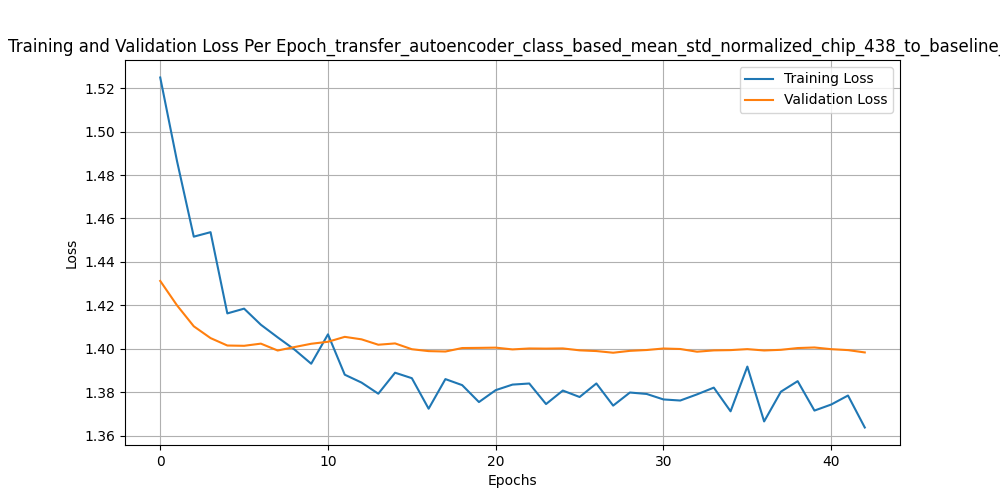 Training and Validation Loss Per Epoch_transfer_autoencoder_class_based_mean_std_normalized_chip_438_to_baseline_
Training Loss
Validation Loss
1.52
1.50
1.48
1.46
1.44
1.42
1.40
1.38
1.36
Loss
0
10
20
30
40
Epochs